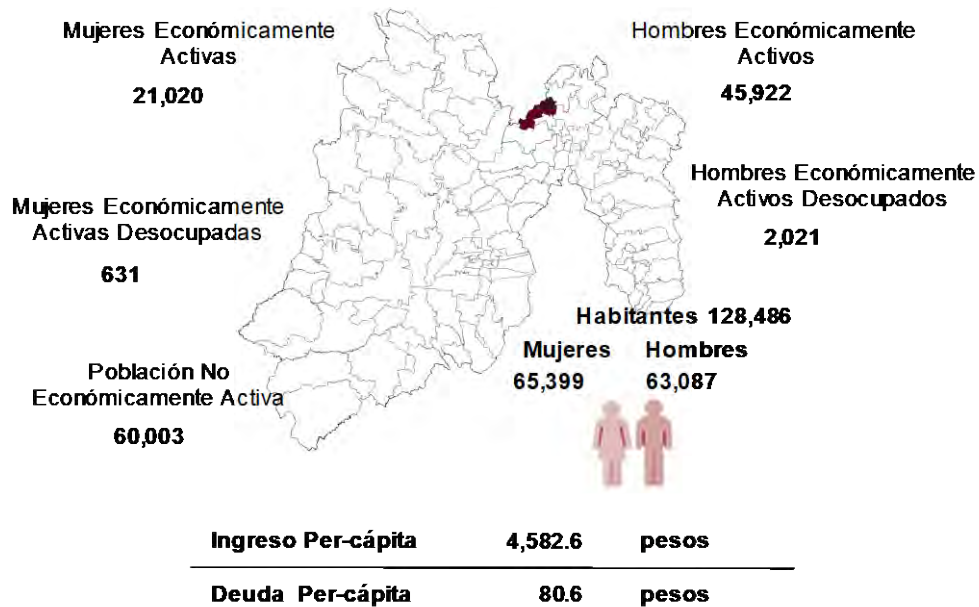 Mujeres Económicamente
Activas
21,020
Hombres Económicamente
Activos
45,922
Mujeres Económicamente
Activas Desocupadas
631
Hombres Económicamente
Activos Desocupados
2,021
Habitantes 128,486
Mujeres Hombres
65,399 63,087
Población No
Económicamente Activa
60,003
Ingreso Per-cápita 4,582.6 pesos
Deuda Per-cápita 80.6 pesos